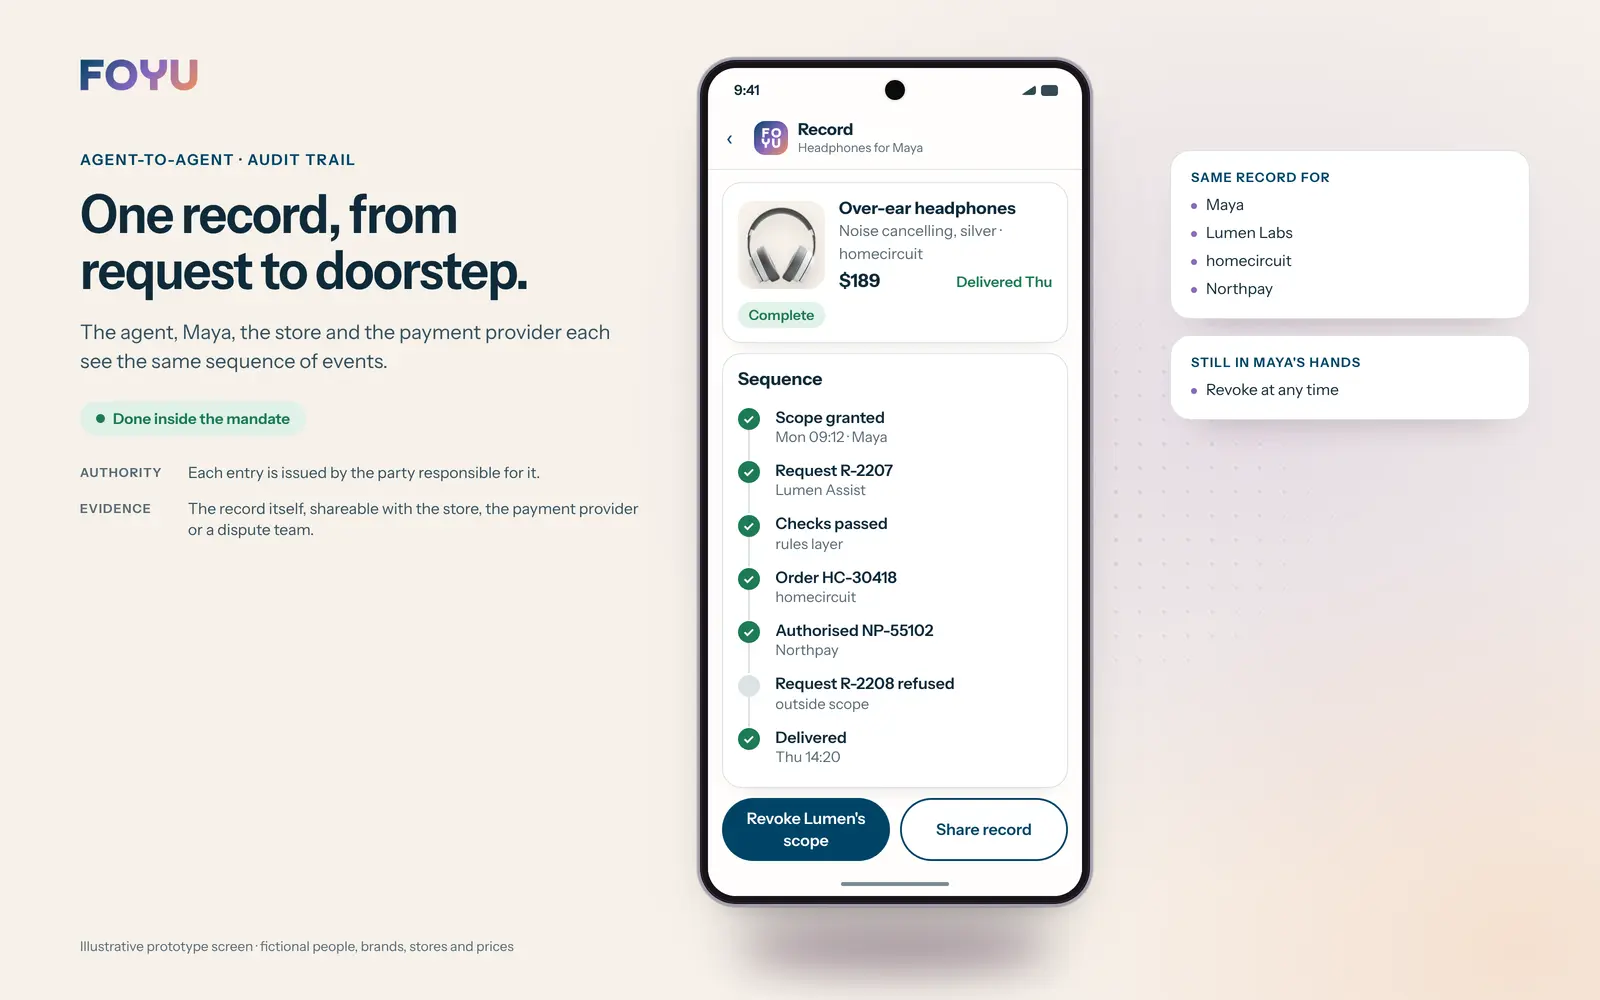 FOYU
AGENT-TO-AGENT · AUDIT TRAIL
One record, from
request to doorstep.
The agent, Maya, the store and the payment provider each
see the same sequence of events.
Done inside the mandate
AUTHORITY Each entry is issued by the party responsible for it.
EVIDENCE The record itself, shareable with the store, the payment provider
or a dispute team.
Illustrative prototype screen · fictional people, brands, stores and prices
9:41
‹
FO
YU
Record
Headphones for Maya
Over-ear headphones
Noise cancelling, silver ·
homecircuit
$189 Delivered Thu
Complete
Sequence
Scope granted
Mon 09:12 · Maya
Request R-2207
Lumen Assist
Checks passed
rules layer
Order HC-30418
homecircuit
Authorised NP-55102
Northpay
Request R-2208 refused
outside scope
Delivered
Thu 14:20
Revoke Lumen's
scope
Share record
SAME RECORD FOR
Maya
Lumen Labs
homecircuit
Northpay
STILL IN MAYA'S HANDS
Revoke at any time